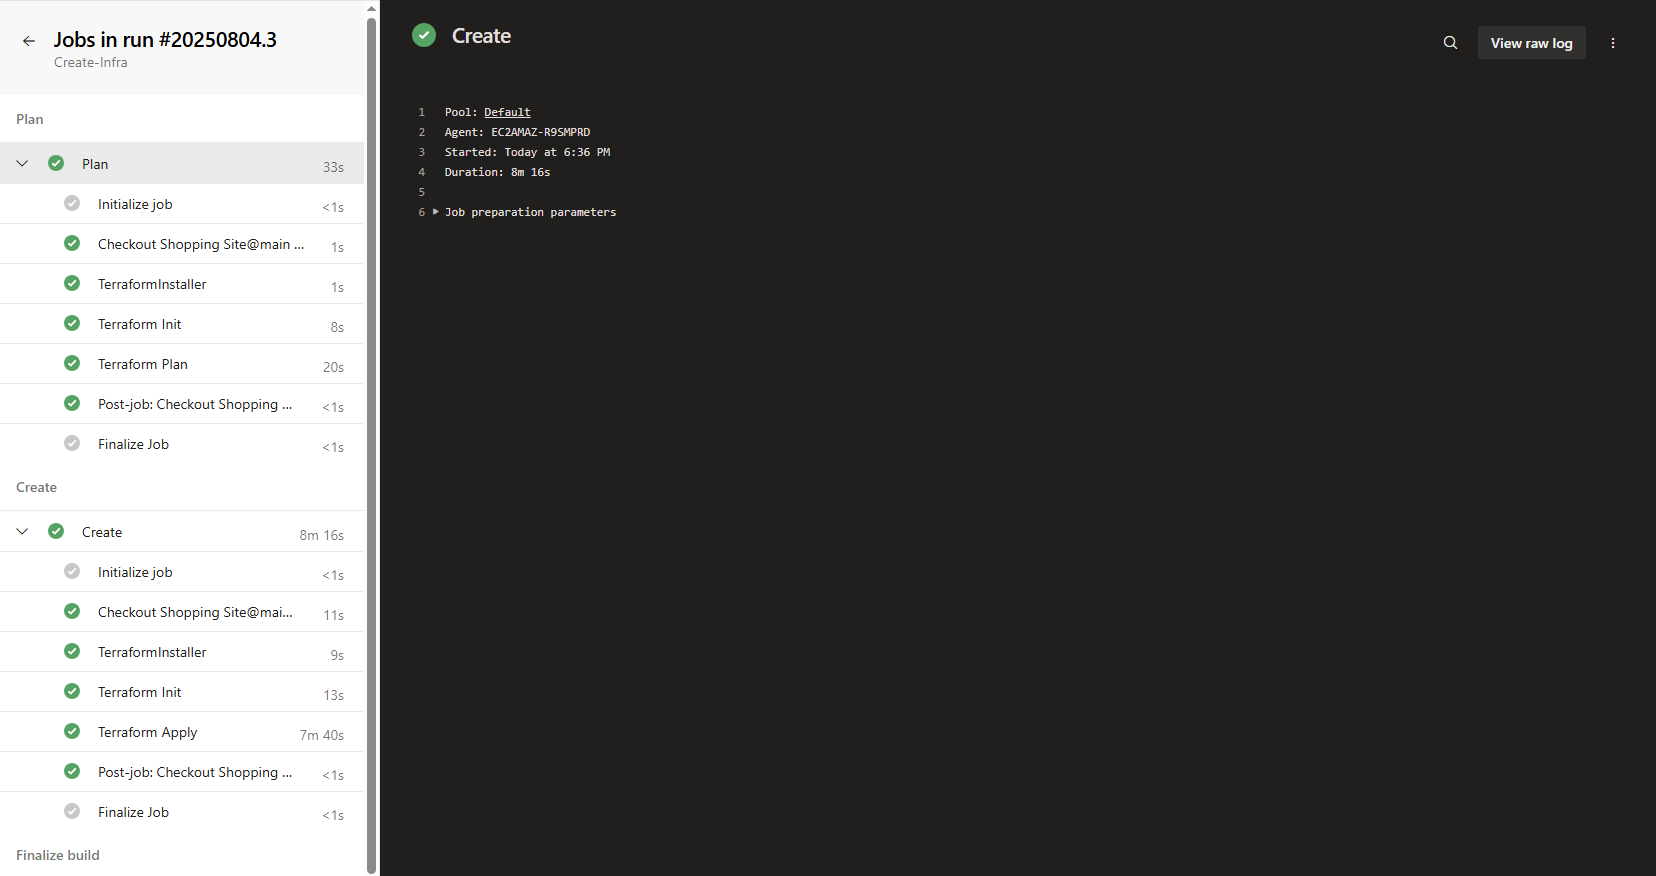 Jobs in run #20250804.3
Create-Infra
Plan
Plan 33s
Initialize job <1s
Checkout Shopping Site@main ... 1s
TerraformInstaller 1s
Terraform Init 8s
Terraform Plan 20s
Post-job: Checkout Shopping ... <1s
Finalize Job <1s
Create
Create 8m 16s
Initialize job <1s
Checkout Shopping Site@mai... 11s
TerraformInstaller 9s
Terraform Init 13s
Terraform Apply 7m 40s
Post-job: Checkout Shopping ... <1s
Finalize Job <1s
Finalize build
Create
View raw log
1 Pool: Default
2 Agent: EC2AMAZ-R9SMPRD
3 Started: Today at 6:36 PM
4 Duration: 8m 16s
5
6 Job preparation parameters